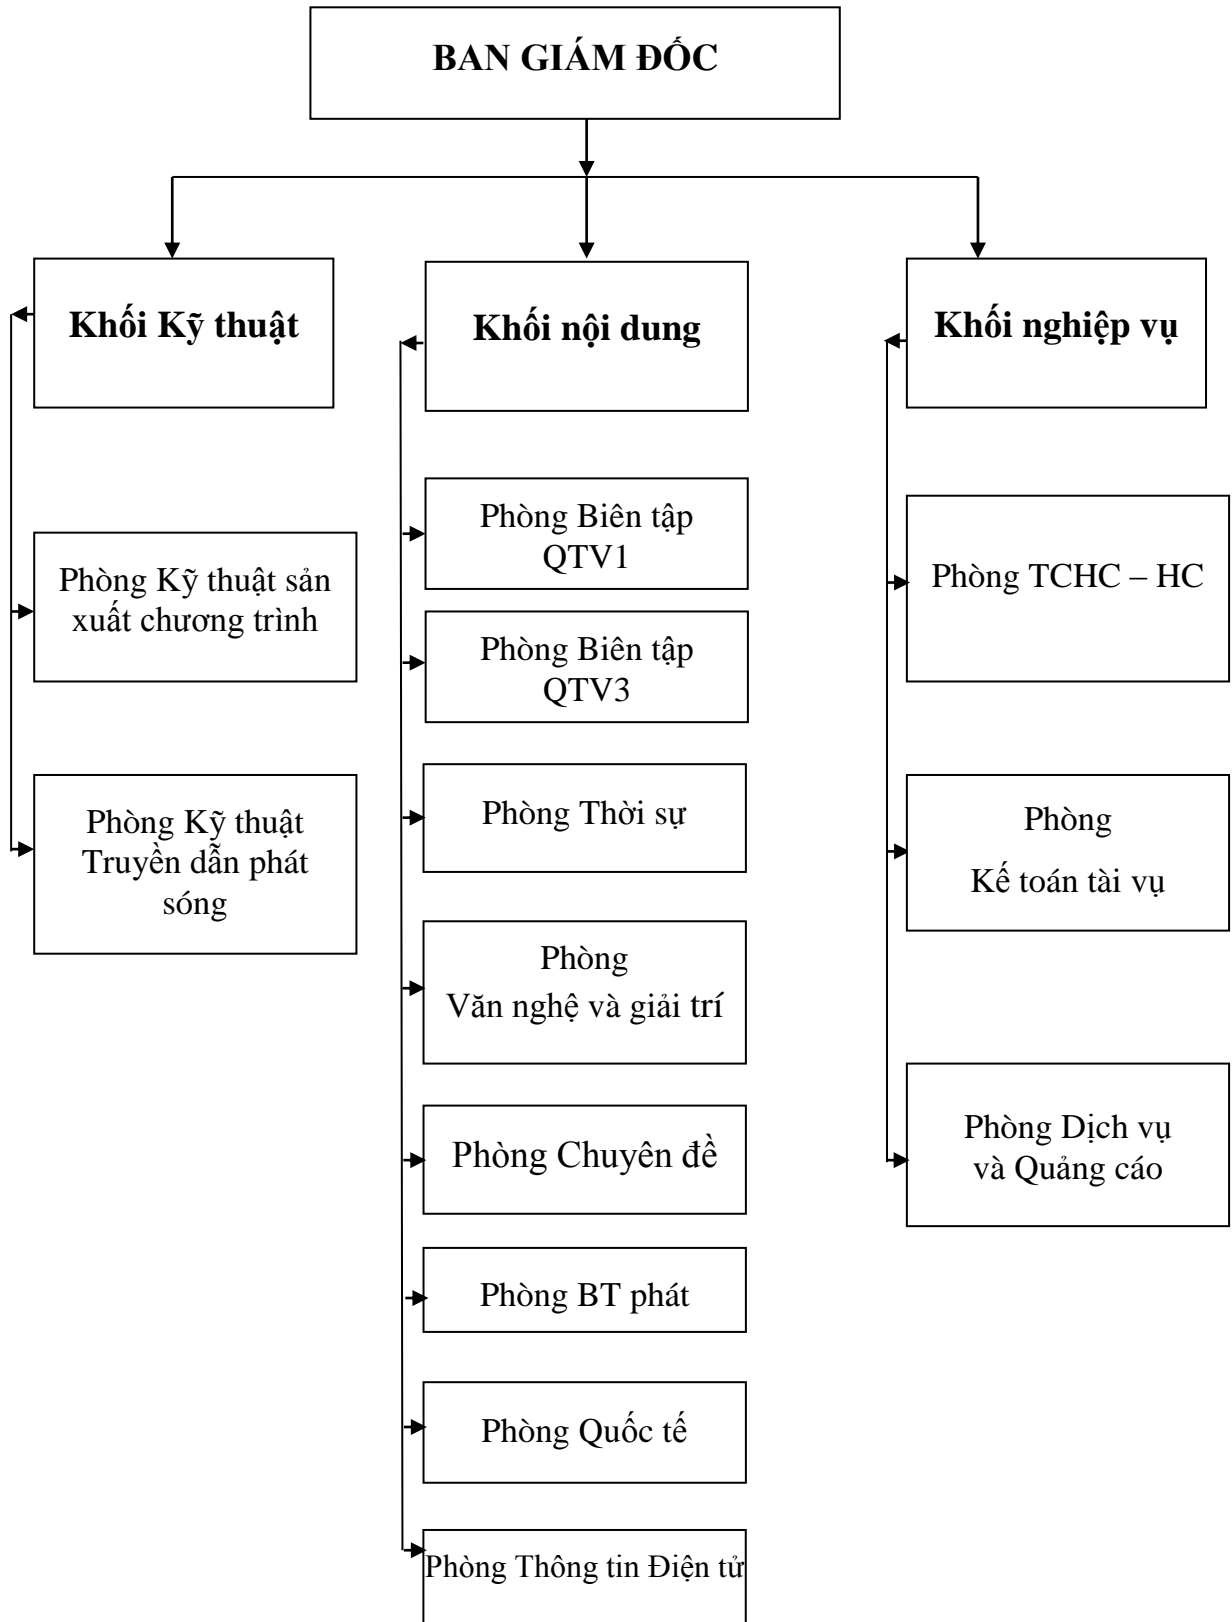 BAN GIÁM ĐỐC
Khối Kỹ thuật
Khối nội dung
Khối nghiệp vụ
Phòng Kỹ thuật sản
xuất chương trình
Phòng Kỹ thuật
Truyền dẫn phát
sóng
Phòng Biên tập
QTV1
Phòng Biên tập
QTV3
Phòng Thời sự
Phòng
Văn nghệ và giải trí
Phòng Chuyên đề
Phòng BT phát
Phòng Quốc tế
Phòng Thông tin Điện tử
Phòng TCHC – HC
Phòng
Kế toán tài vụ
Phòng Dịch vụ
và Quảng cáo